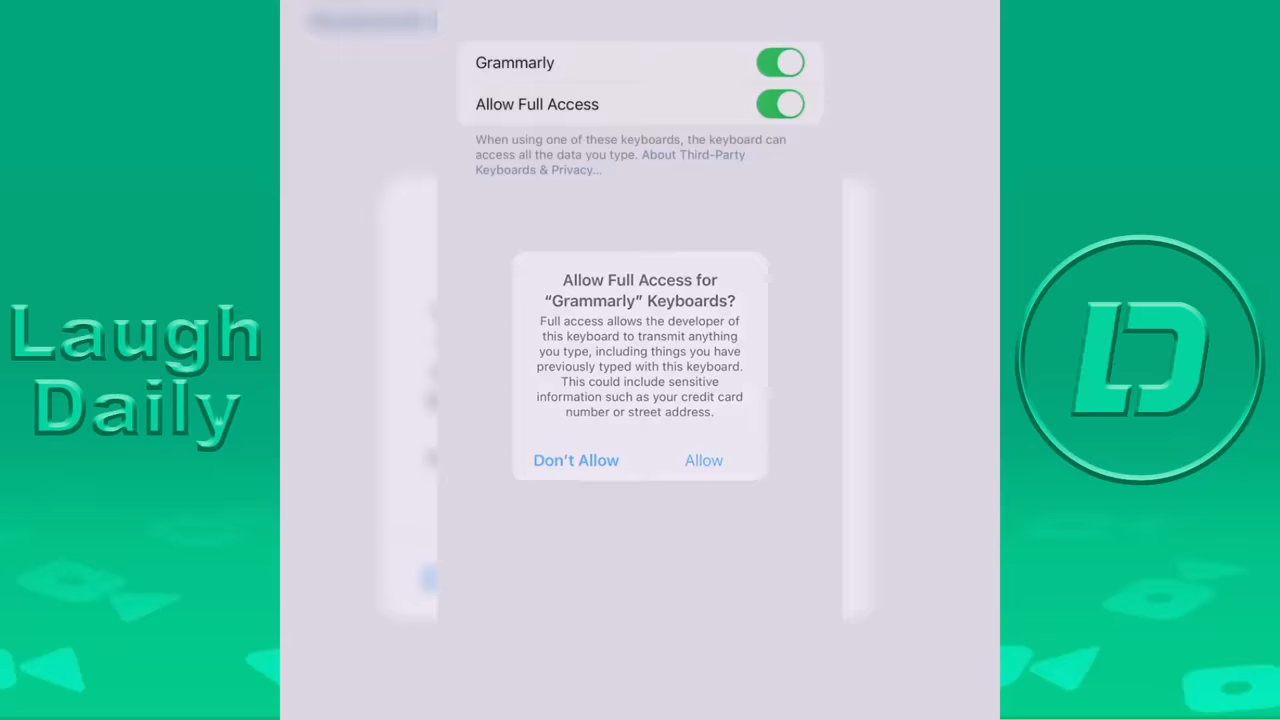 Grammarly
Allow Full Access
When using one of these keyboards, the keyboard can
access all the data you type. About Third-Party
Keyboards & Privacy...
Allow Full Access for
“Grammarly” Keyboards?
Full access allows the developer of
this keyboard to transmit anything
you type, including things you have
previously typed with this keyboard.
This could include sensitive
information such as your credit card
number or street address.
Don’t Allow Allow
Laugh
Daily
LD